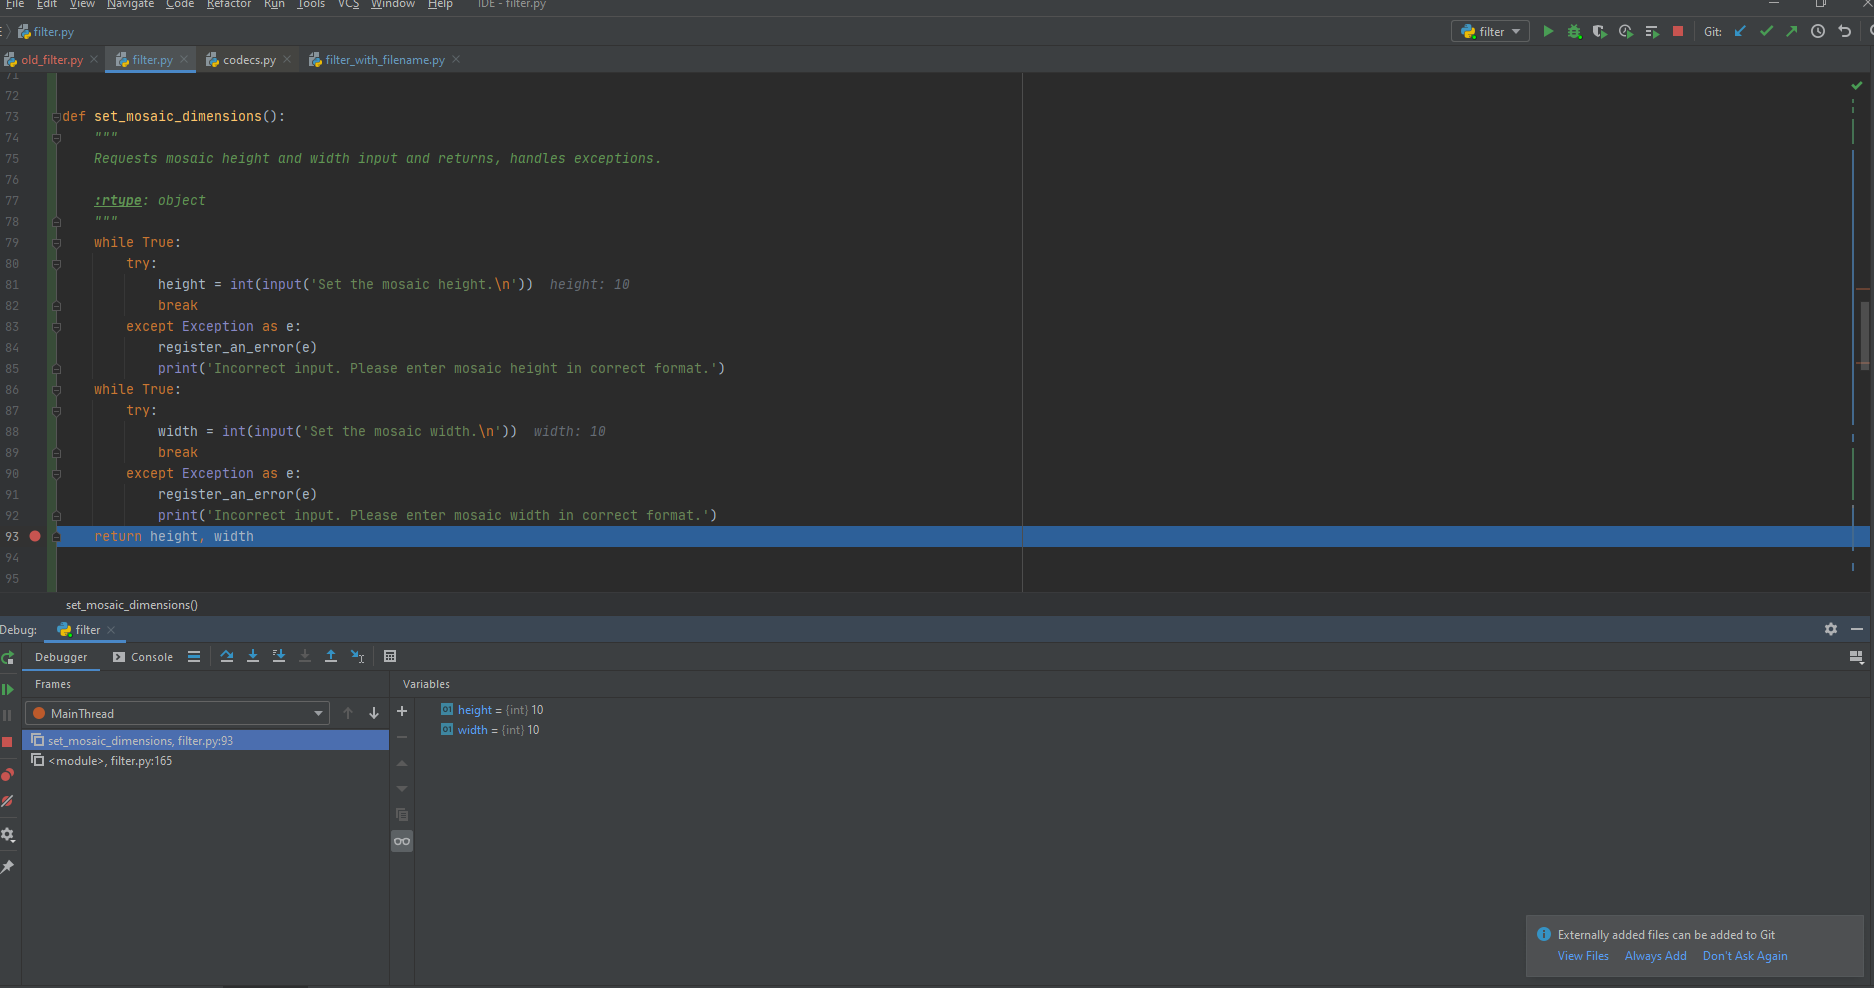 File Edit View Navigate Code Refactor Run Tools VCS Window Help IDE - filter.py
filter.py filter Git:
old_filter.py filter.py codecs.py filter_with_filename.py
71
72
73 def set_mosaic_dimensions():
74 """
75 Requests mosaic height and width input and returns, handles exceptions.
76
77 :rtype: object
78 """
79 while True:
80 try:
81 height = int(input('Set the mosaic height.\n')) height: 10
82 break
83 except Exception as e:
84 register_an_error(e)
85 print('Incorrect input. Please enter mosaic height in correct format.')
86 while True:
87 try:
88 width = int(input('Set the mosaic width.\n')) width: 10
89 break
90 except Exception as e:
91 register_an_error(e)
92 print('Incorrect input. Please enter mosaic width in correct format.')
93 return height, width
94
95
set_mosaic_dimensions()
Debug: filter
Debugger Console
Frames Variables
MainThread
height = {int} 10
width = {int} 10
set_mosaic_dimensions, filter.py:93
<module>, filter.py:165
Externally added files can be added to Git
View Files Always Add Don't Ask Again